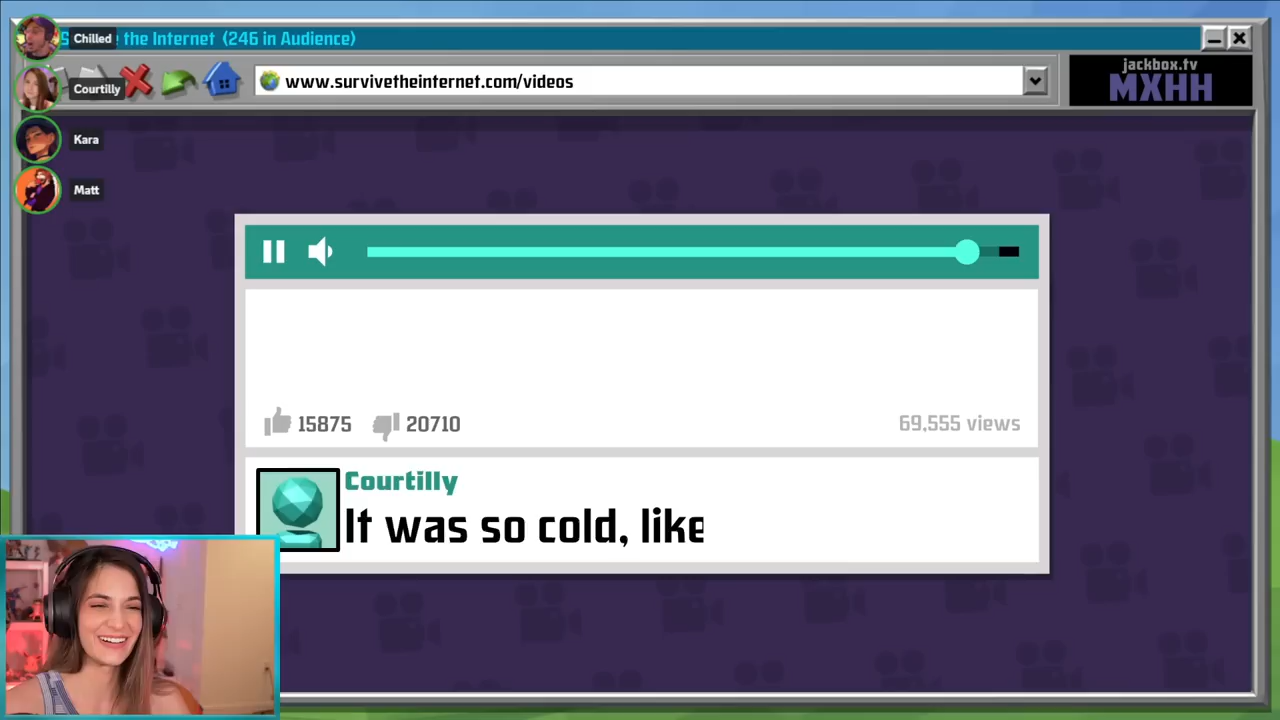 Chilled
the Internet (246 in Audience)
Courtilly
www.survivetheinternet.com/videos
jackbox.tv
MXHH
Kara
Matt
15875
20710
69,555 views
Courtilly
It was so cold, like